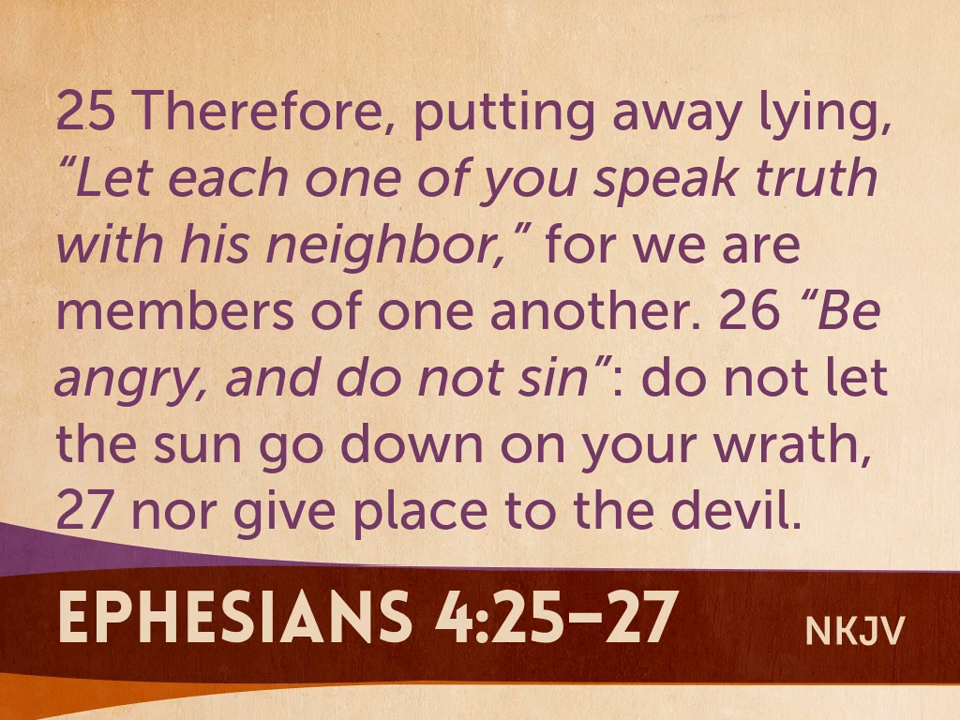 25 Therefore, putting away lying,
“Let each one of you speak truth
with his neighbor,” for we are
members of one another. 26 “Be
angry, and do not sin”: do not let
the sun go down on your wrath,
27 nor give place to the devil.
EPHESIANS 4:25–27
NKJV